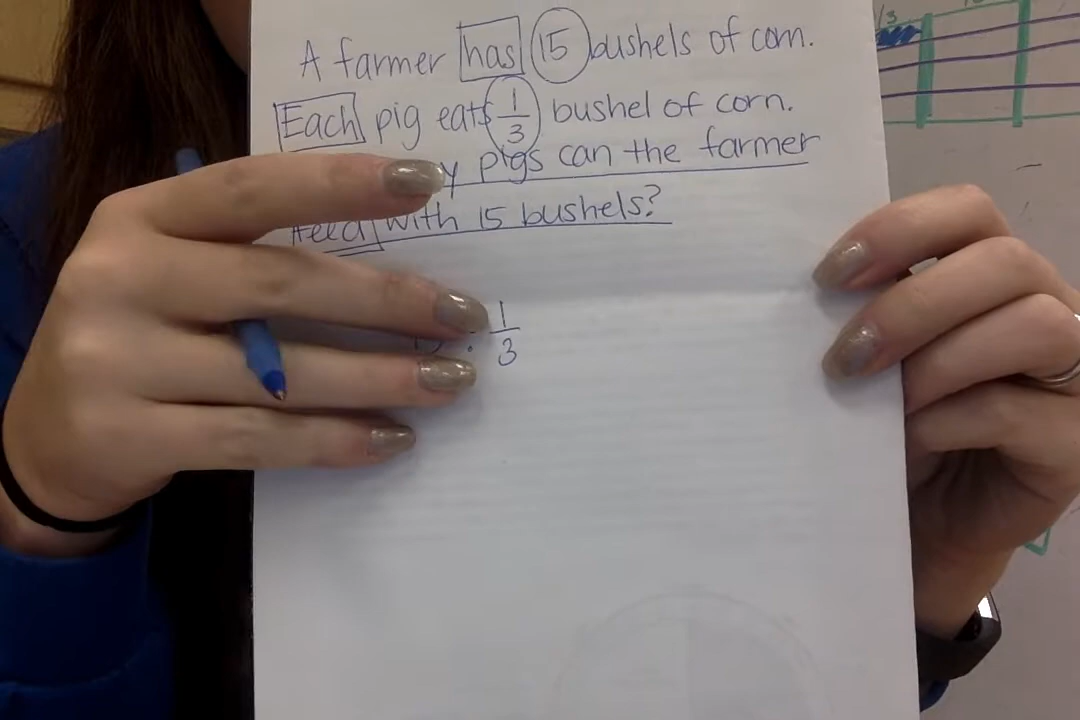 A farmer has 15 bushels of corn.
Each pig eats 1/3 bushel of corn.
pigs can the farmer
feed with 15 bushels?
÷ 1/3